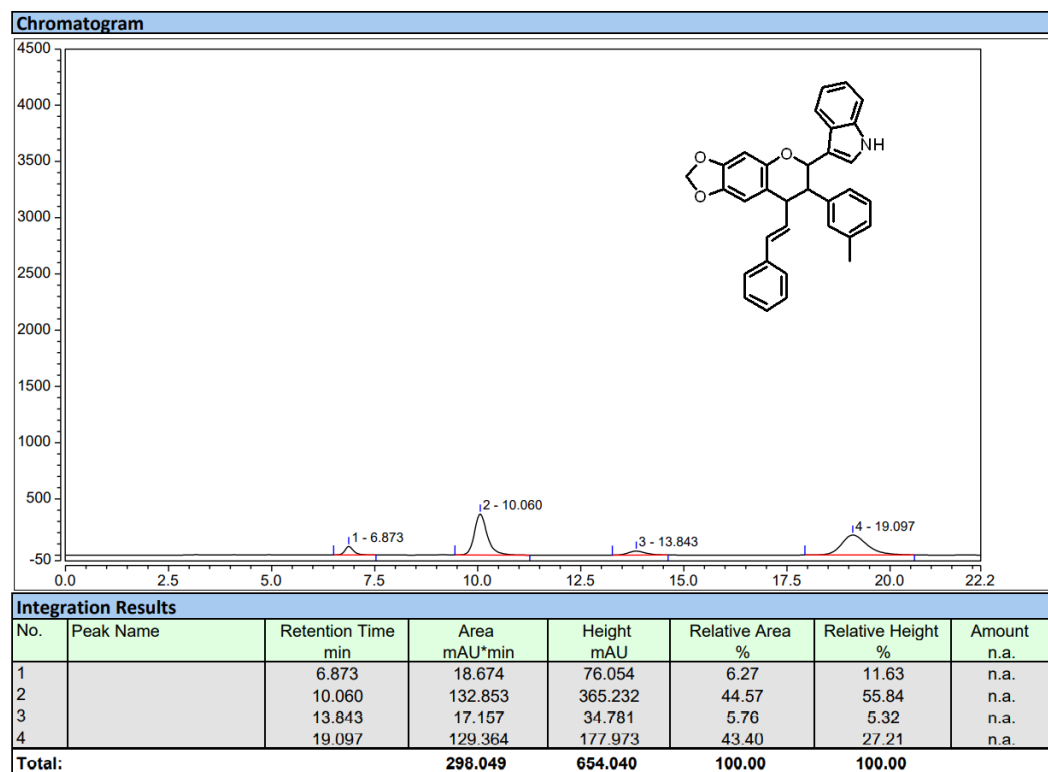 Chromatogram
4500
4000
3500
3000
2500
2000
1500
1000
500
-50
O
NH
O
O
1 - 6.873
2 - 10.060
3 - 13.843
4 - 19.097
0.0 2.5 5.0 7.5 10.0 12.5 15.0 17.5 20.0 22.2
Integration Results
No. Peak Name Retention Time Area Height Relative Area Relative Height Amount
min mAU*min mAU % % n.a.
1 6.873 18.674 76.054 6.27 11.63 n.a.
2 10.060 132.853 365.232 44.57 55.84 n.a.
3 13.843 17.157 34.781 5.76 5.32 n.a.
4 19.097 129.364 177.973 43.40 27.21 n.a.
Total: 298.049 654.040 100.00 100.00